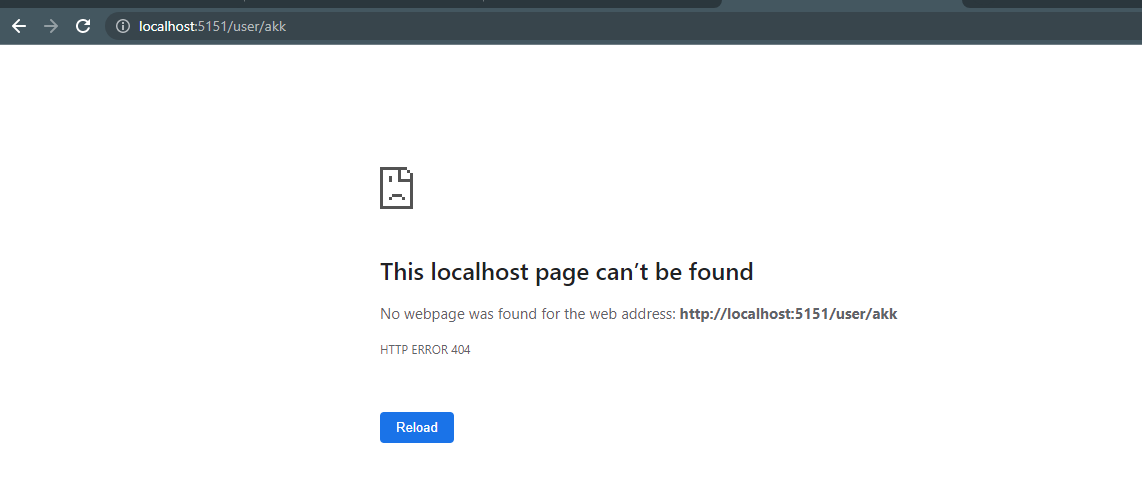 localhost:5151/user/akk
This localhost page can’t be found
No webpage was found for the web address: http://localhost:5151/user/akk
HTTP ERROR 404
Reload